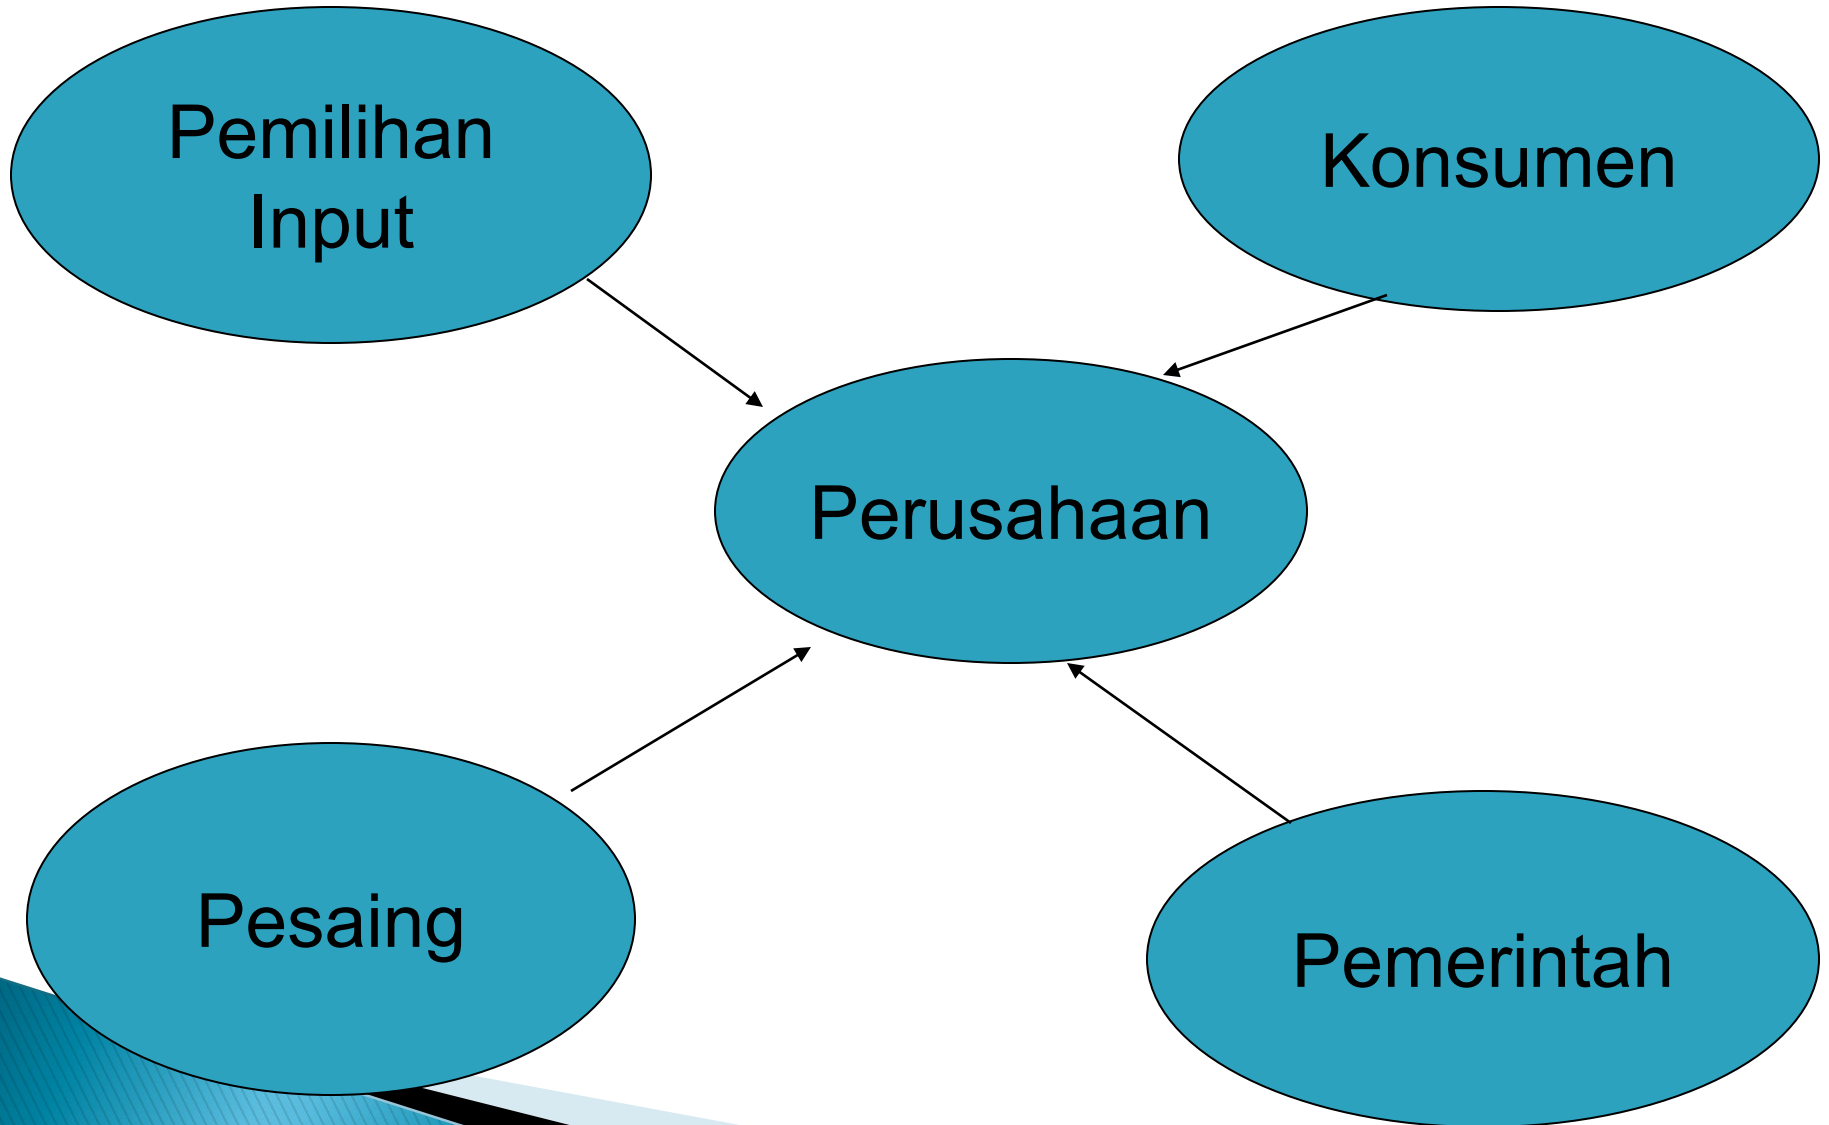 Pemilihan
Input
Konsumen
Perusahaan
Pesaing
Pemerintah